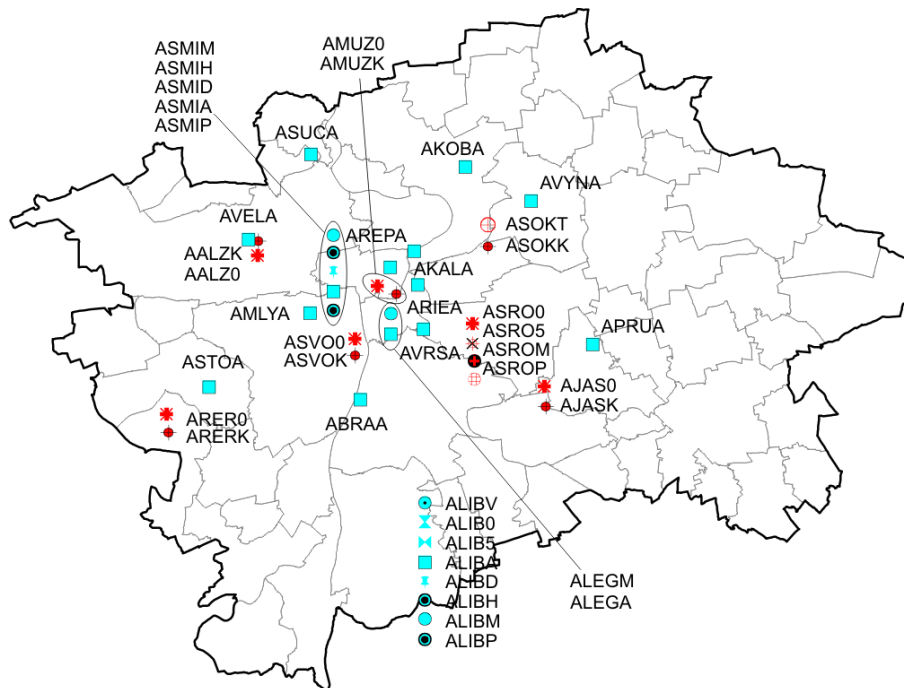 ASMIM
ASMIH
ASMID
ASMIA
ASMIP
AMUZ0
AMUZK
ASUCA
AKOBA
AVYNA
AVELA
AREPA
ASOKT
ASOKK
AALZK
AALZ0
AKALA
AMLYA
ARIEA
ASRO0
ASRO5
ASROM
ASROP
APRUA
ASVO0
ASVOK
AVRSA
ASTOA
AJAS0
AJASK
ABRAA
ARER0
ARERK
ALIBV
ALIB0
ALIB5
ALIBA
ALIBD
ALIBH
ALIBM
ALIBP
ALEGM
ALEGA